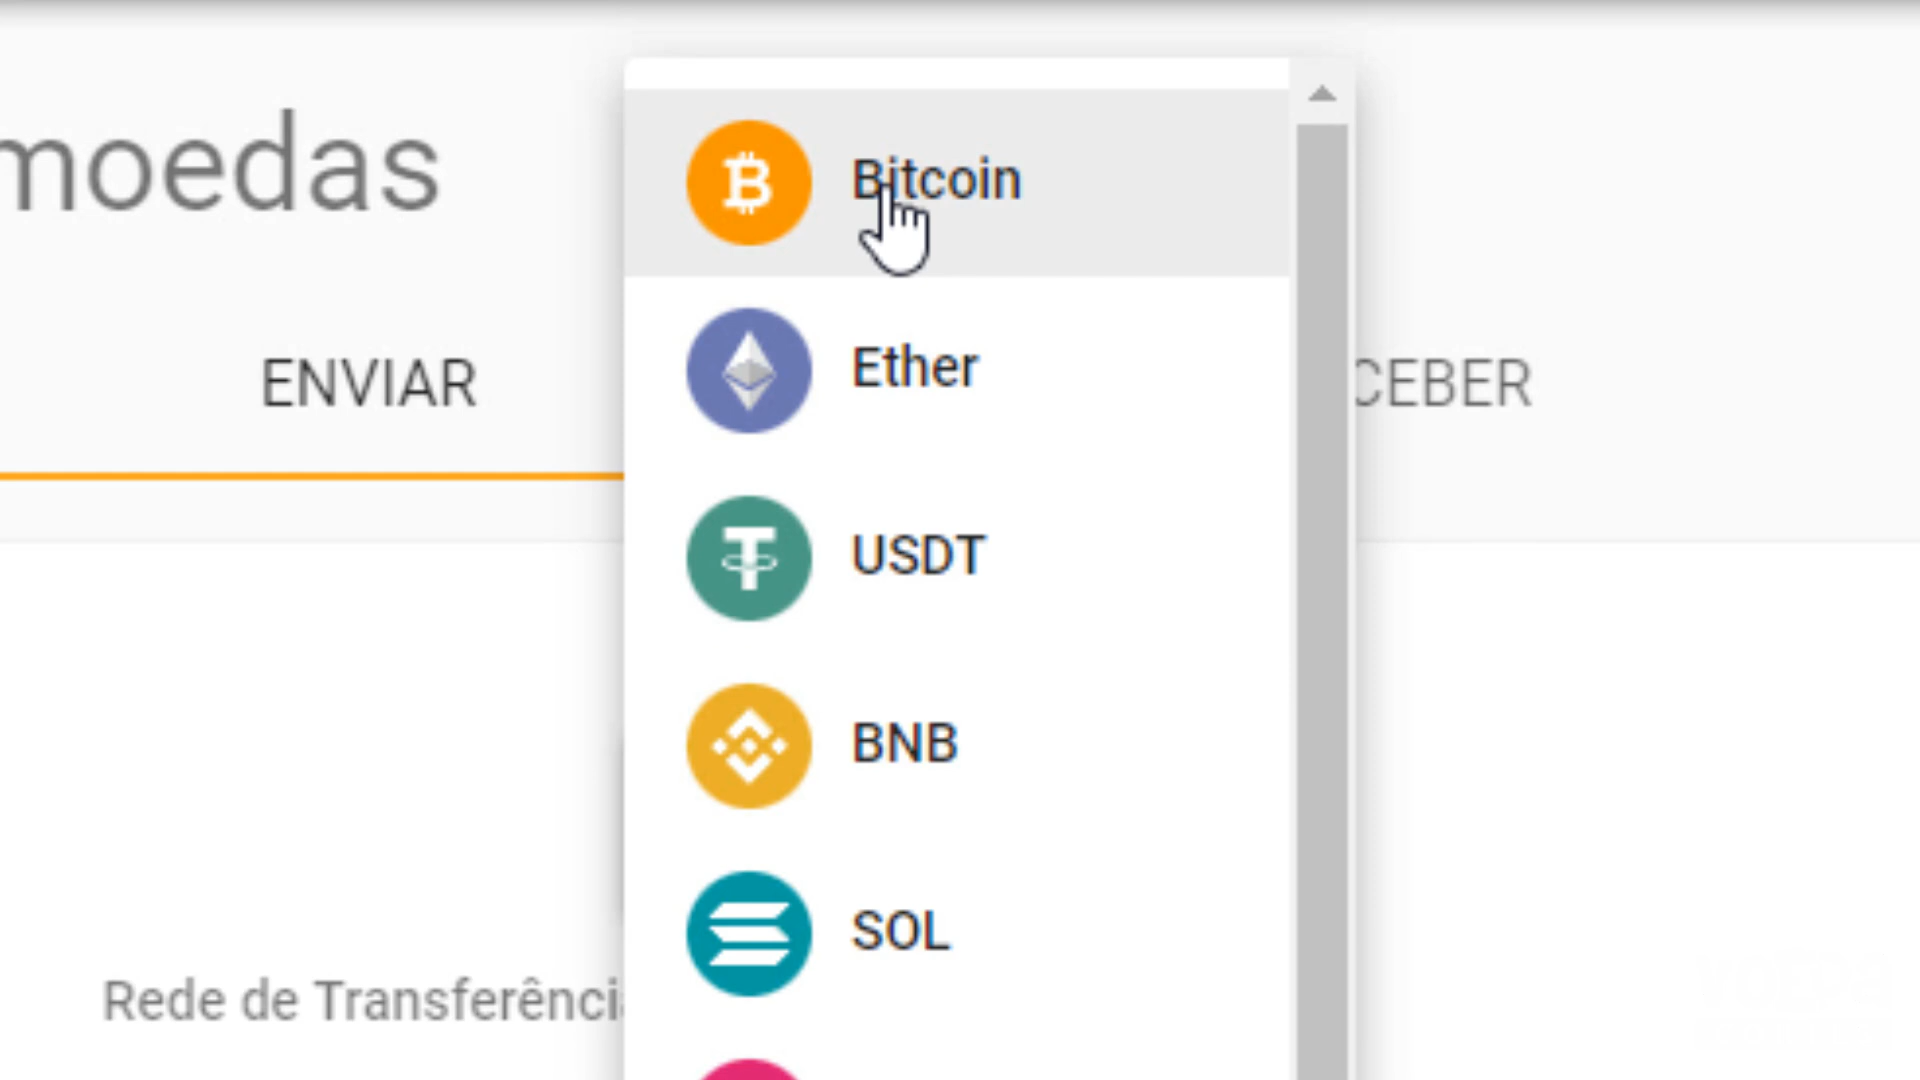 moedas
Bitcoin
ENVIAR
Ether
CEBER
USDT
BNB
SOL
Rede de Transferênci